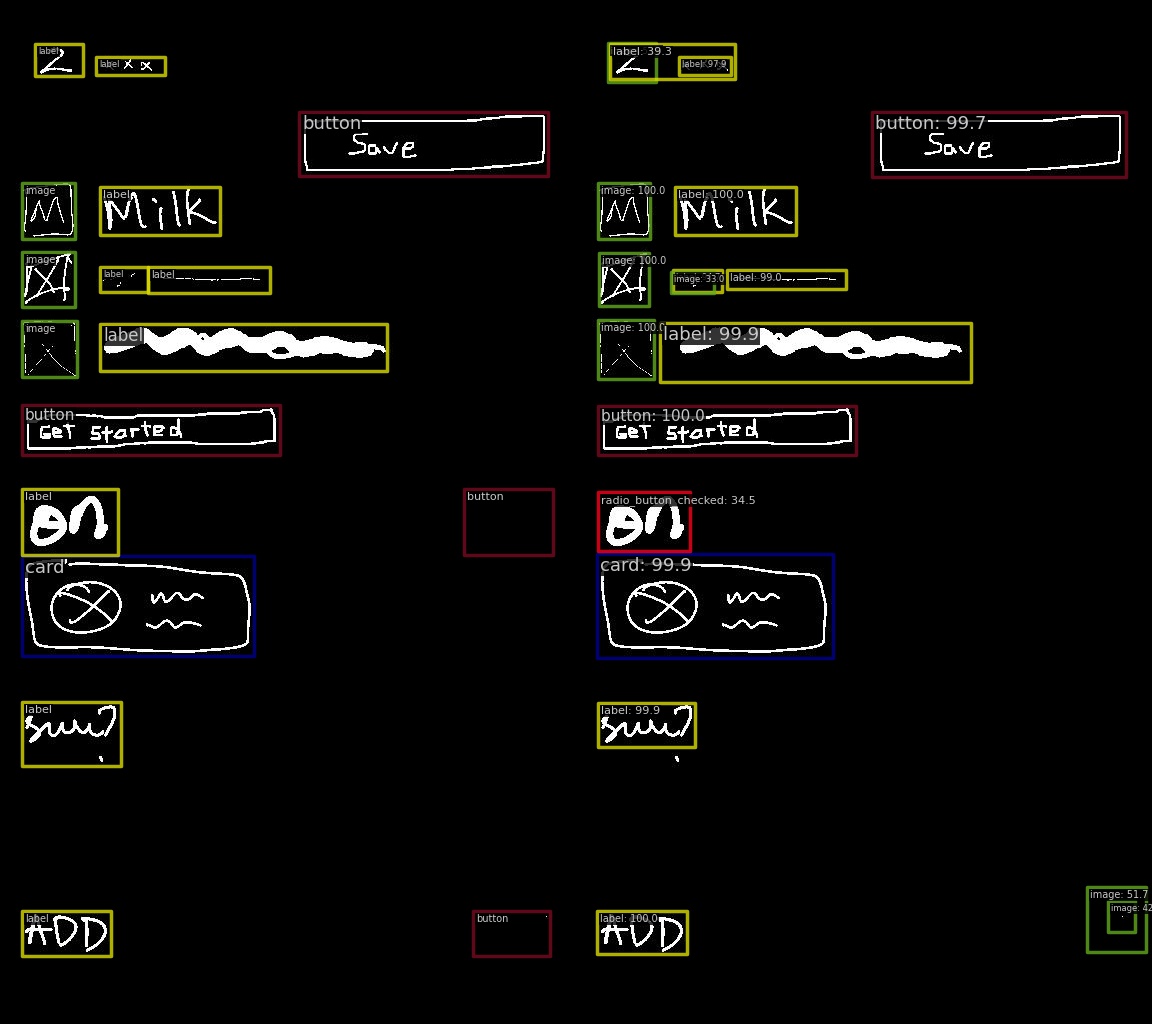 label label label: 39.3 label: 97.9
button button: 99.7
Save Save
image label image: 100.0 label: 100.0
M Milk M Milk
image label label image: 100.0 image: 33.0 label: 99.0
image label image: 100.0 label: 99.9
button button: 100.0
Get Started Get Started
label button radio_button_checked: 34.5
on on
card card: 99.9
label label: 99.9
label button label: 100.0 image: 51.7
image: 42
ADD ADD